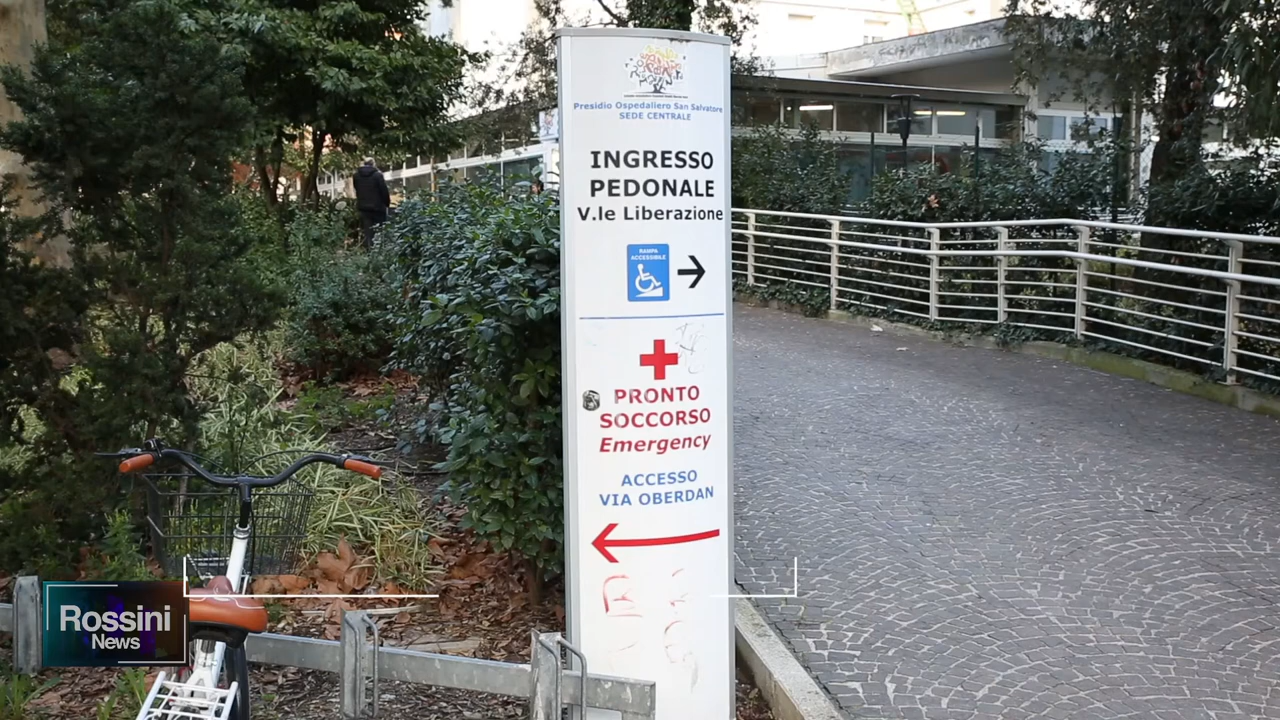 Presidio Ospedaliero San Salvatore
SEDE CENTRALE
INGRESSO
PEDONALE
V.le Liberazione
RAMPA
ACCESSIBILE
PRONTO
SOCCORSO
Emergency
ACCESSO
VIA OBERDAN
Rossini
News